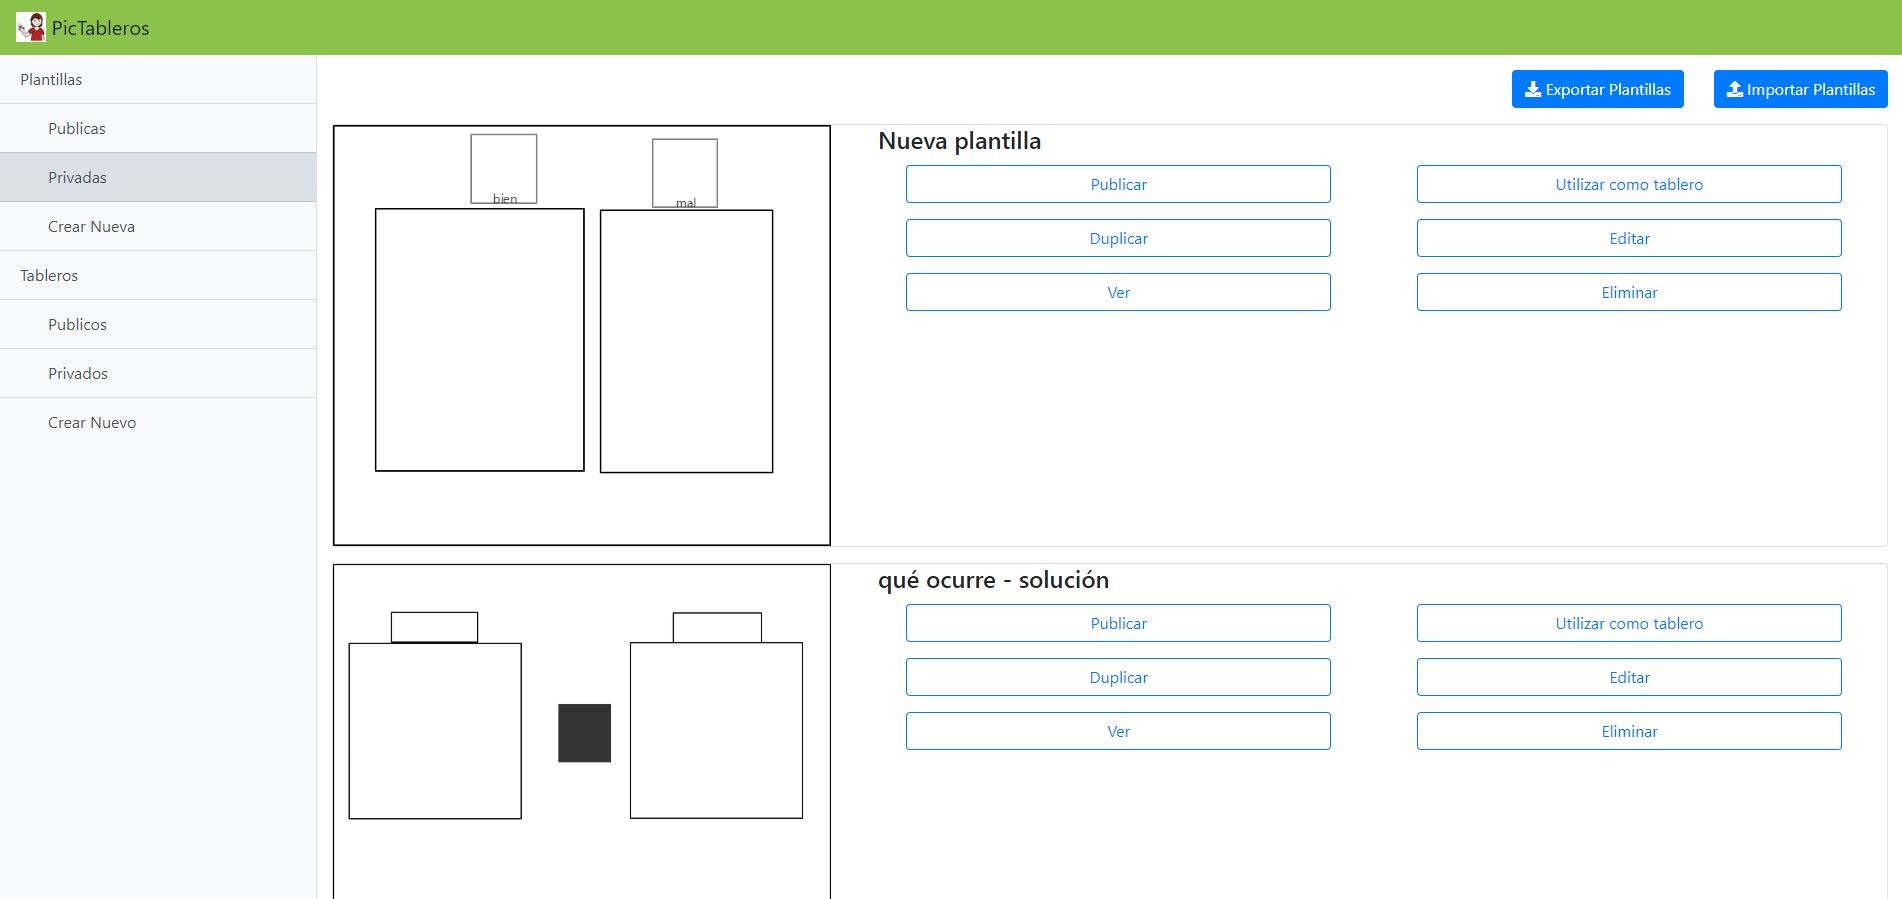 PicTableros
Plantillas
Publicas
Privadas
Crear Nueva
Tableros
Publicos
Privados
Crear Nuevo
Exportar Plantillas
Importar Plantillas
bien
mal
Nueva plantilla
Publicar
Utilizar como tablero
Duplicar
Editar
Ver
Eliminar
qué ocurre - solución
Publicar
Utilizar como tablero
Duplicar
Editar
Ver
Eliminar